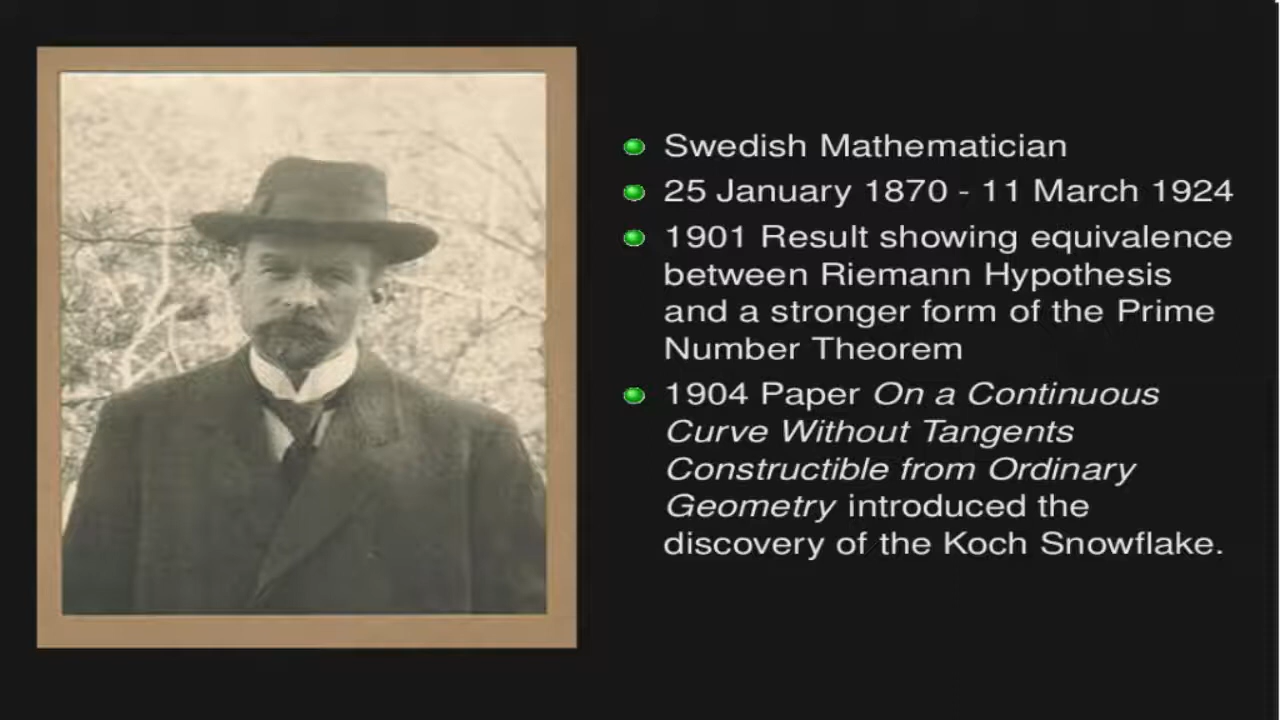 Swedish Mathematician
25 January 1870 - 11 March 1924
1901 Result showing equivalence
between Riemann Hypothesis
and a stronger form of the Prime
Number Theorem
1904 Paper On a Continuous
Curve Without Tangents
Constructible from Ordinary
Geometry introduced the
discovery of the Koch Snowflake.